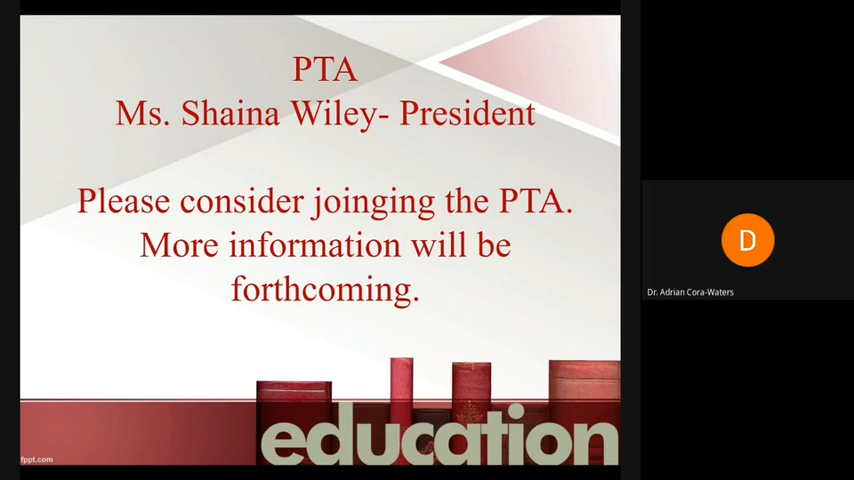 PTA
Ms. Shaina Wiley- President
Please consider joinging the PTA.
More information will be
forthcoming.
education
fppt.com
D
Dr. Adrian Cora-Waters